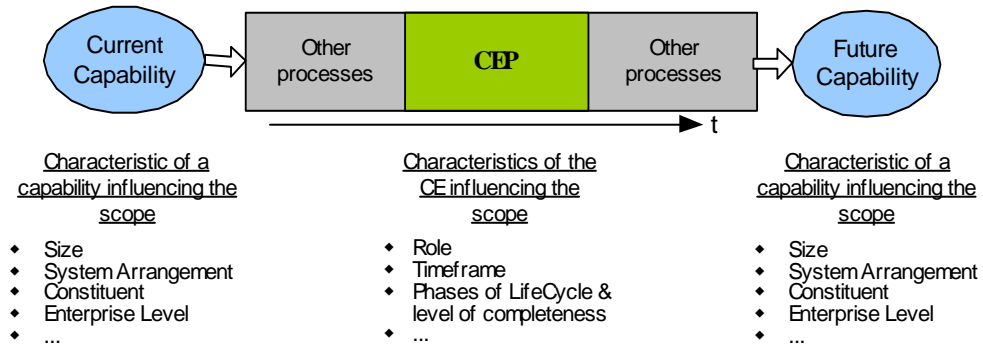 Current
Capability
Other
processes
CEP
Other
processes
Future
Capability
t
Characteristic of a
capability influencing the
scope
◆ Size
◆ System Arrangement
◆ Constituent
◆ Enterprise Level
◆ ...
Characteristics of the
CE influencing the
scope
◆ Role
◆ Timeframe
◆ Phases of LifeCycle &
level of completeness
◆ ...
Characteristic of a
capability influencing the
scope
◆ Size
◆ System Arrangement
◆ Constituent
◆ Enterprise Level
◆ ...